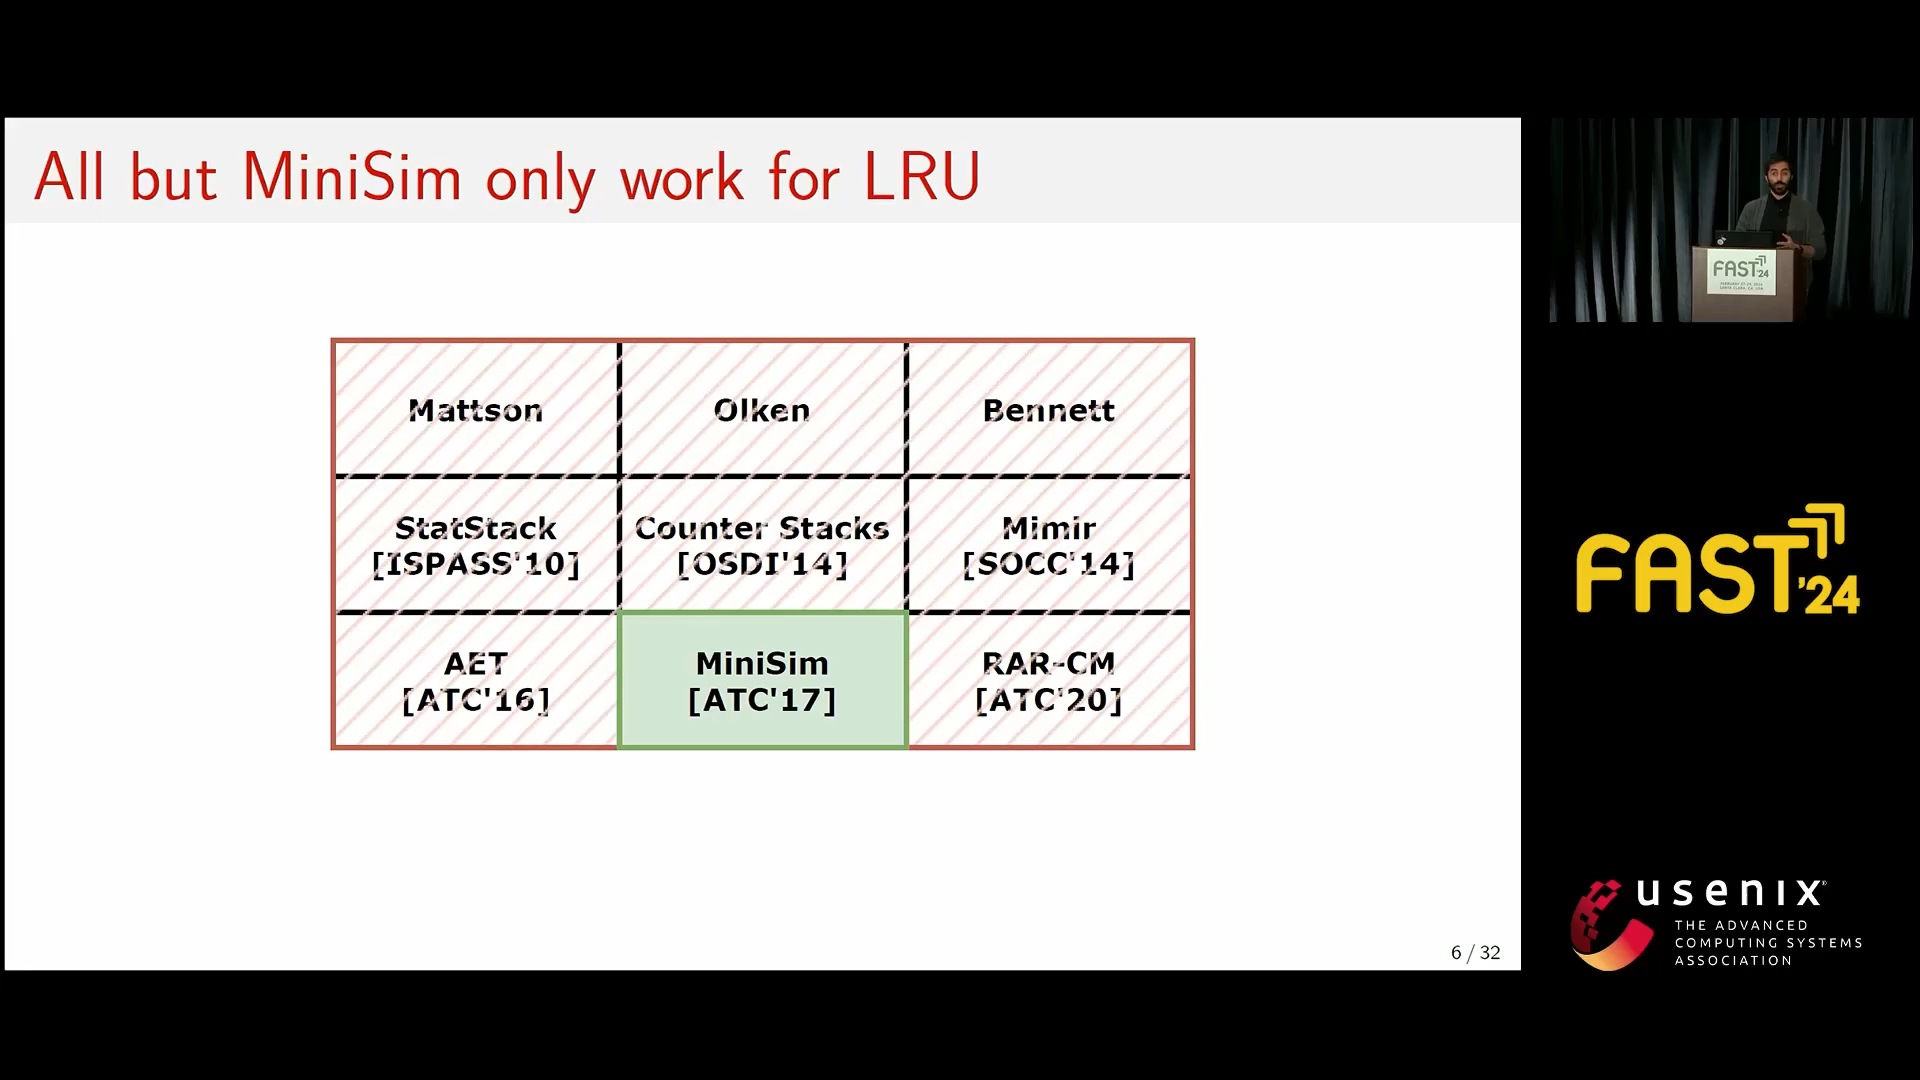 All but MiniSim only work for LRU
Mattson
Olken
Bennett
StatStack
[ISPASS'10]
Counter Stacks
[OSDI'14]
Mimir
[SOCC'14]
AET
[ATC'16]
MiniSim
[ATC'17]
RAR-CM
[ATC'20]
6 / 32
FAST'24
FAST'24
usenix
THE ADVANCED
COMPUTING SYSTEMS
ASSOCIATION